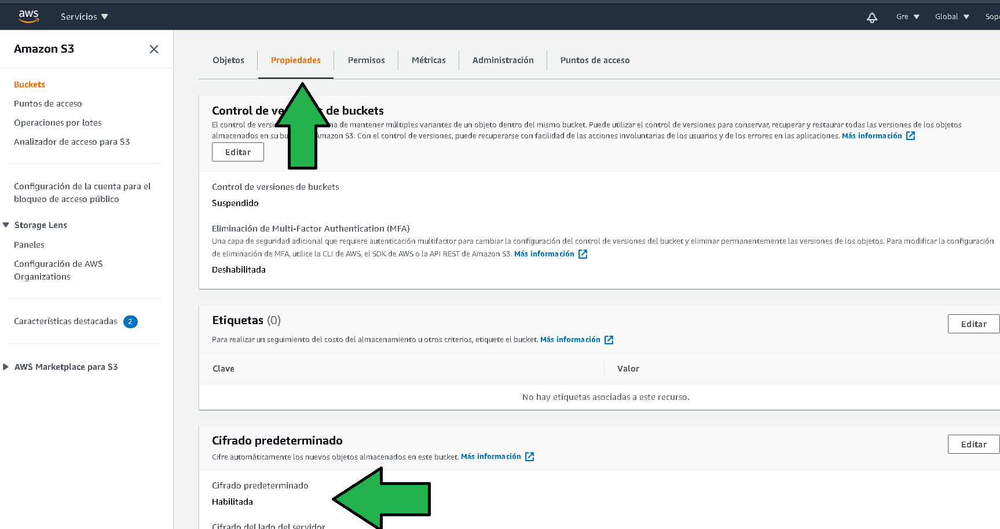 aws
Servicios
Gre
Global
Amazon S3
Buckets
Puntos de acceso
Operaciones por lotes
Analizador de acceso para S3
Configuración de la cuenta para el
bloqueo de acceso público
Storage Lens
Paneles
Configuración de AWS
Organizations
Características destacadas 2
AWS Marketplace para S3
Objetos
Propiedades
Permisos
Métricas
Administración
Puntos de acceso
Control de ve de buckets
El control de versi de mantener múltiples variantes de un objeto dentro del mismo bucket. Puede utilizar el control de versiones para conservar, recuperar y restaurar todas las versiones de los objetos
almacenados en su bu Amazon S3. Con el control de versiones, puede recuperarse con facilidad de las acciones involuntarias de los usuarios y de los errores en las aplicaciones. Más información
Editar
Control de versiones de buckets
Suspendido
Eliminación de Multi-Factor Authentication (MFA)
Una capa de seguridad adicional que requiere autenticación multifactor para cambiar la configuración del control de versiones del bucket y eliminar permanentemente las versiones de los objetos. Para modificar la configuración
de eliminación de MFA, utilice la CLI de AWS, el SDK de AWS o la API REST de Amazon S3. Más información
Deshabilitada
Etiquetas (0)
Editar
Para realizar un seguimiento del costo del almacenamiento u otros criterios, etiquete el bucket. Más información
Clave
Valor
No hay etiquetas asociadas a este recurso.
Cifrado predeterminado
Editar
Cifre automáticamente los nuevos objetos almacenados en este bucket. Más información
Cifrado predeterminado
Habilitada
Cifrado del lado del servidor